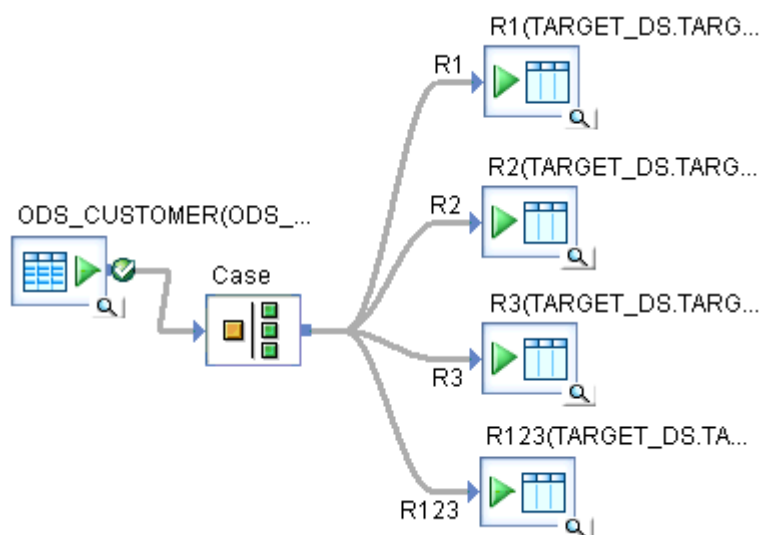 R1(TARGET_DS.TARG...
R1
R2(TARGET_DS.TARG...
R2
ODS_CUSTOMER(ODS_...
Case
R3(TARGET_DS.TARG...
R3
R123(TARGET_DS.TA...
R123